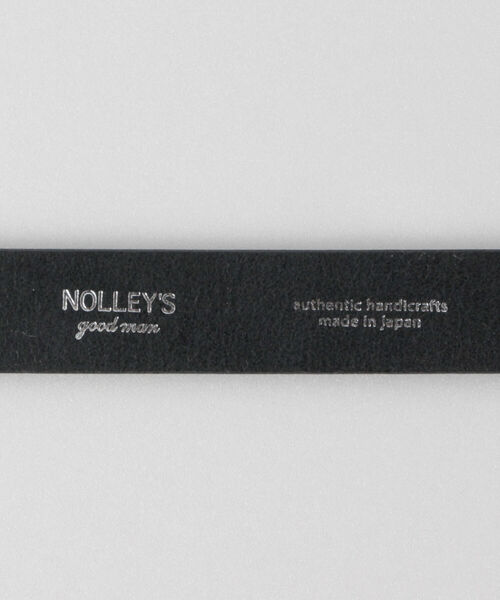 NOLLEY'S
good man
authentic handicrafts
made in japan